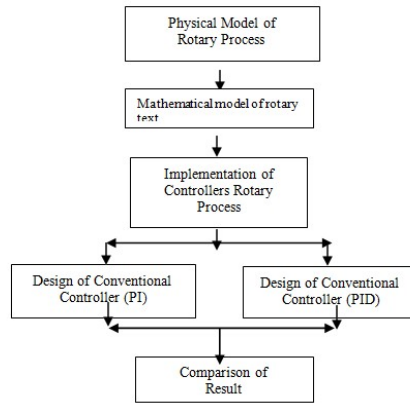 Physical Model of
Rotary Process
Mathematical model of rotary
text
Implementation of
Controllers Rotary
Process
Design of Conventional
Controller (PI)
Design of Conventional
Controller (PID)
Comparison of
Result